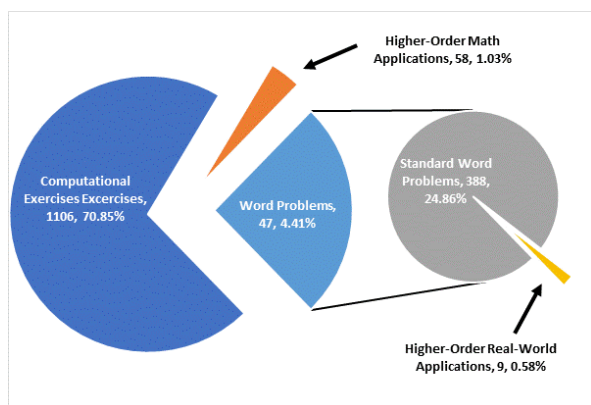 Higher-Order Math
Applications, 58, 1.03%
Computational
Exercises Excercises,
1106, 70.85%
Word Problems,
47, 4.41%
Standard Word
Problems, 388,
24.86%
Higher-Order Real-World
Applications, 9, 0.58%